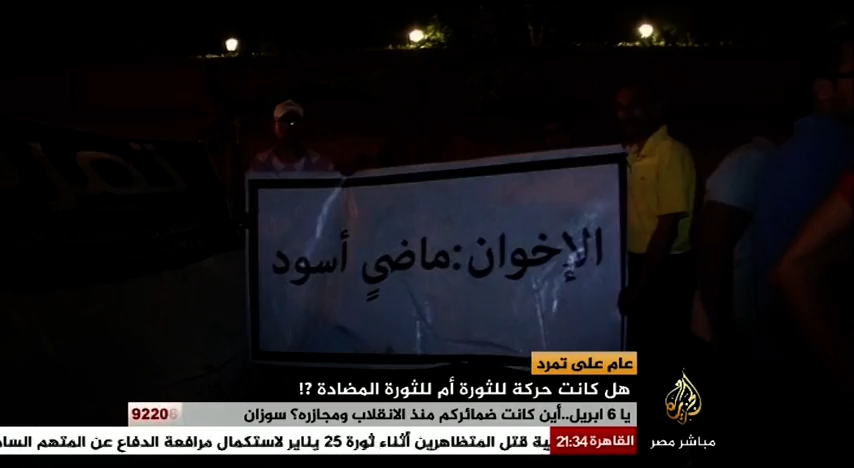 تمرد
الإخوان:ماضيٍ أسود
عام على تمرد
هل كانت حركة للثورة أم للثورة المضادة ?!
يا 6 ابريل..أين كانت ضمائركم منذ الانقلاب ومجازره؟ سوزان
92206
القاهرة 21:34
ية قتل المتظاهرين أثناء ثورة 25 يناير لاستكمال مرافعة الدفاع عن المتهم السا
الجزيرة
مباشر مصر